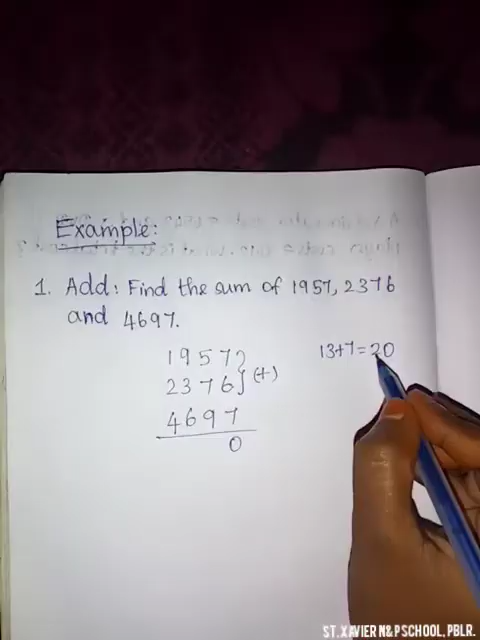 Example:
1. Add: Find the sum of 1957, 2376
and 4697.
1957
2376 (+)
4697
0
13+7=20
ST.XAVIER N&P SCHOOL, PBLR.